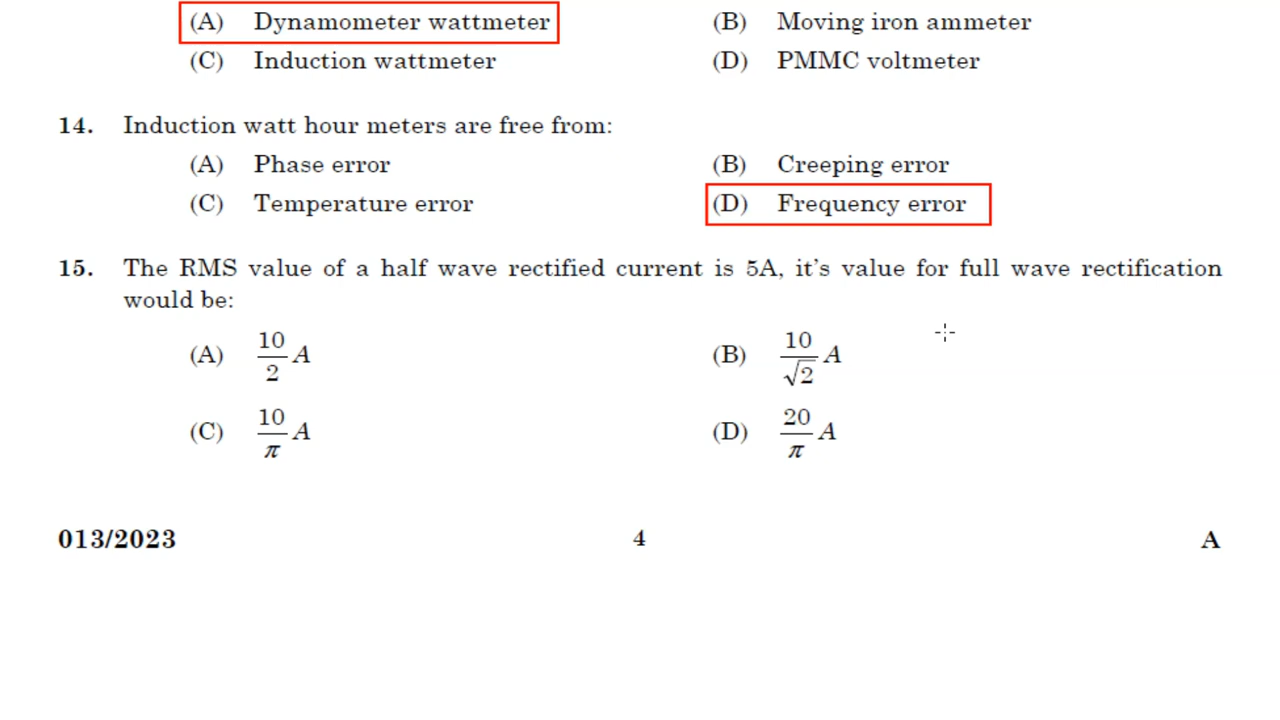 (A) Dynamometer wattmeter (B) Moving iron ammeter
(C) Induction wattmeter (D) PMMC voltmeter
14. Induction watt hour meters are free from:
(A) Phase error (B) Creeping error
(C) Temperature error (D) Frequency error
15. The RMS value of a half wave rectified current is 5A, it's value for full wave rectification
would be:
(A) 10/2 A (B) 10/√2 A
(C) 10/π A (D) 20/π A
013/2023 4 A